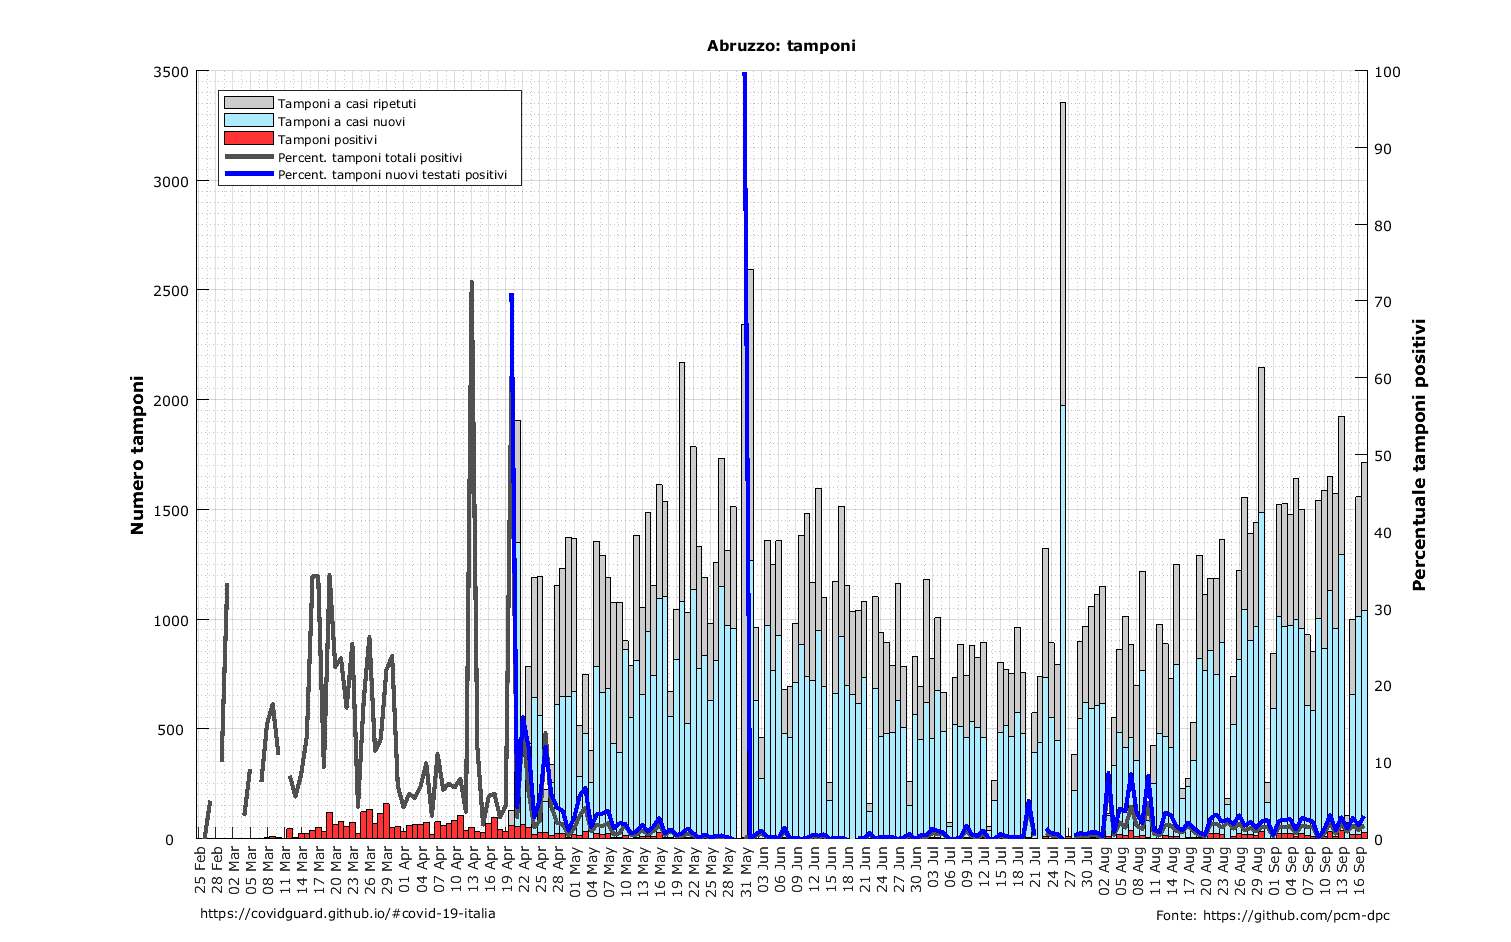 Abruzzo: tamponi
Tamponi a casi ripetuti
Tamponi a casi nuovi
Tamponi positivi
Percent. tamponi totali positivi
Percent. tamponi nuovi testati positivi
Numero tamponi
3500
3000
2500
2000
1500
1000
500
0
Percentuale tamponi positivi
100
90
80
70
60
50
40
30
20
10
0
25 Feb
28 Feb
02 Mar
05 Mar
08 Mar
11 Mar
14 Mar
17 Mar
20 Mar
23 Mar
26 Mar
29 Mar
01 Apr
04 Apr
07 Apr
10 Apr
13 Apr
16 Apr
19 Apr
22 Apr
25 Apr
28 Apr
01 May
04 May
07 May
10 May
13 May
16 May
19 May
22 May
25 May
28 May
31 May
03 Jun
06 Jun
09 Jun
12 Jun
15 Jun
18 Jun
21 Jun
24 Jun
27 Jun
30 Jun
03 Jul
06 Jul
09 Jul
12 Jul
15 Jul
18 Jul
21 Jul
24 Jul
27 Jul
30 Jul
02 Aug
05 Aug
08 Aug
11 Aug
14 Aug
17 Aug
20 Aug
23 Aug
26 Aug
29 Aug
01 Sep
04 Sep
07 Sep
10 Sep
13 Sep
16 Sep
https://covidguard.github.io/#covid-19-italia
Fonte: https://github.com/pcm-dpc